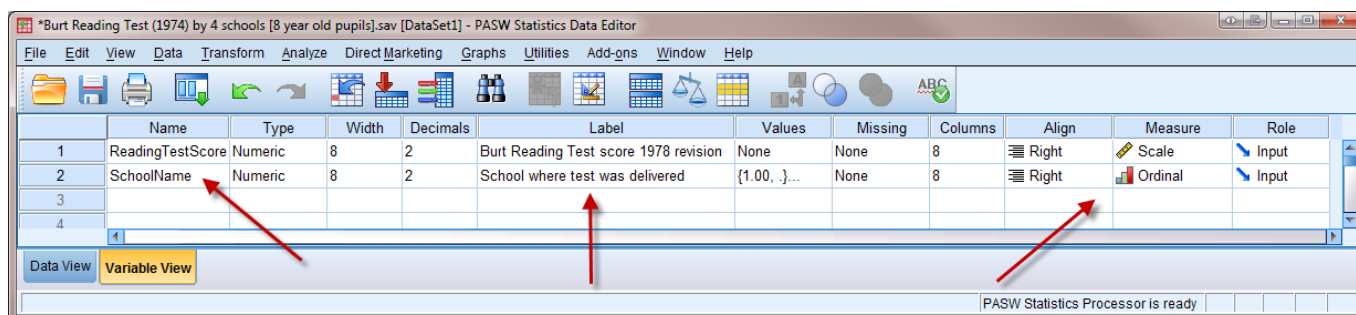 *Burt Reading Test (1974) by 4 schools [8 year old pupils].sav [DataSet1] - PASW Statistics Data Editor
File Edit View Data Transform Analyze Direct Marketing Graphs Utilities Add-ons Window Help
A
1 4
ABC
Name Type Width Decimals Label Values Missing Columns Align Measure Role
1 ReadingTestScore Numeric 8 2 Burt Reading Test score 1978 revision None None 8 Right Scale Input
2 SchoolName Numeric 8 2 School where test was delivered {1.00, .}... None 8 Right Ordinal Input
3
4
Data View Variable View
PASW Statistics Processor is ready